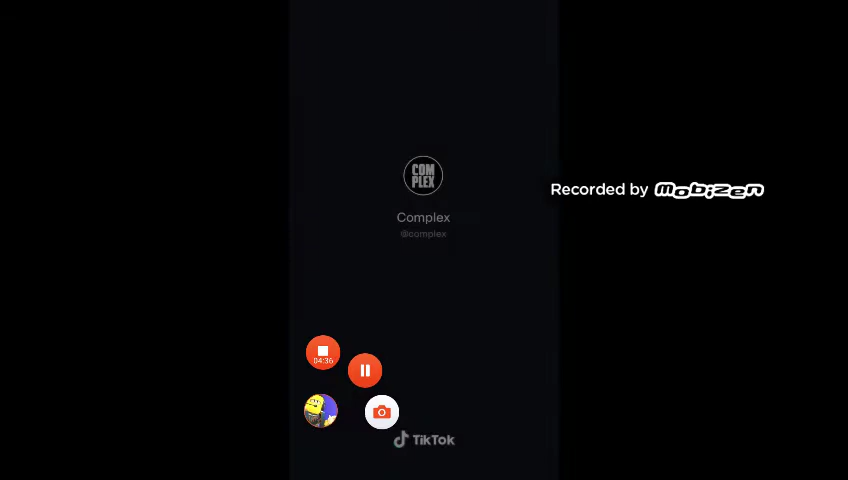 COM
PLEX
Recorded by Mobizen
Complex
@complex
04:36
TikTok